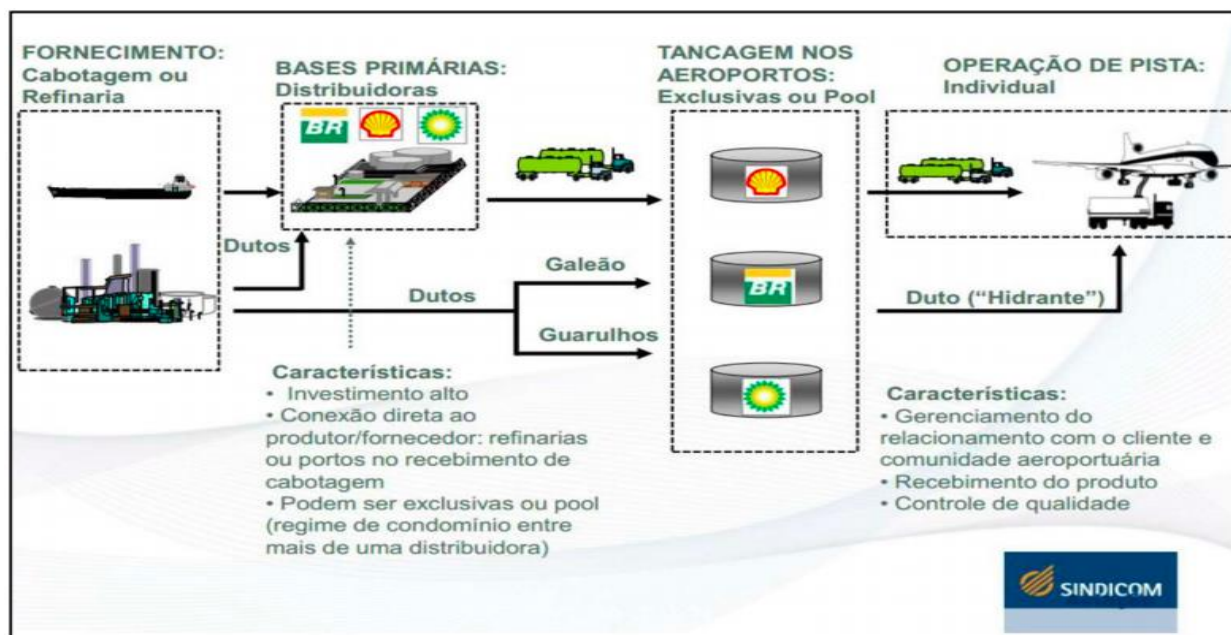 FORNECIMENTO:
Cabotagem ou
Refinaria
BASES PRIMÁRIAS:
Distribuidoras
TANCAGEM NOS
AEROPORTOS:
Exclusivas ou Pool
OPERAÇÃO DE PISTA:
Individual
BR
Dutos
Dutos
Galeão
Guarulhos
BR
Duto (“Hidrante”)
Características:
• Investimento alto
• Conexão direta ao
produtor/fornecedor: refinarias
ou portos no recebimento de
cabotagem
• Podem ser exclusivas ou pool
(regime de condomínio entre
mais de uma distribuidora)
Características:
• Gerenciamento do
relacionamento com o cliente e
comunidade aeroportuária
• Recebimento do produto
• Controle de qualidade
SINDICOM